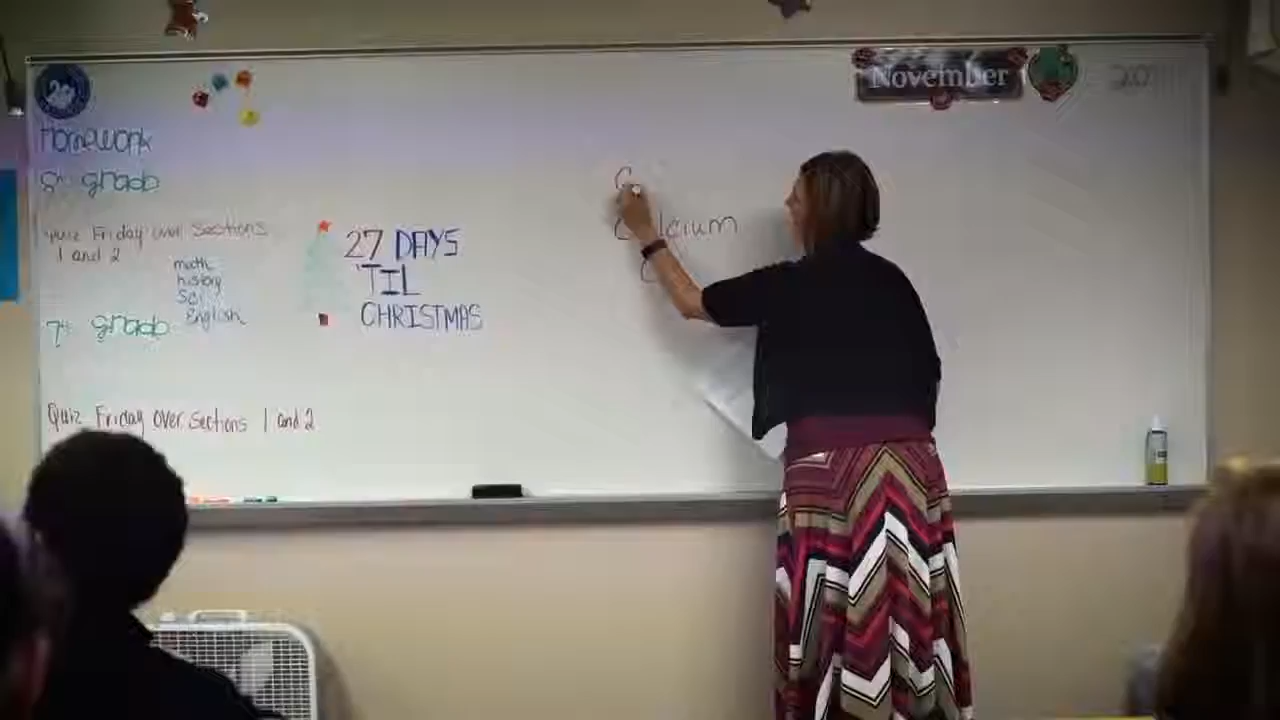 November
Homework
8th grade
Quiz Friday over Sections
1 and 2
math
history
Sci
English
7th grade
Quiz Friday over Sections 1 and 2
27 DAYS
'TIL
CHRISTMAS